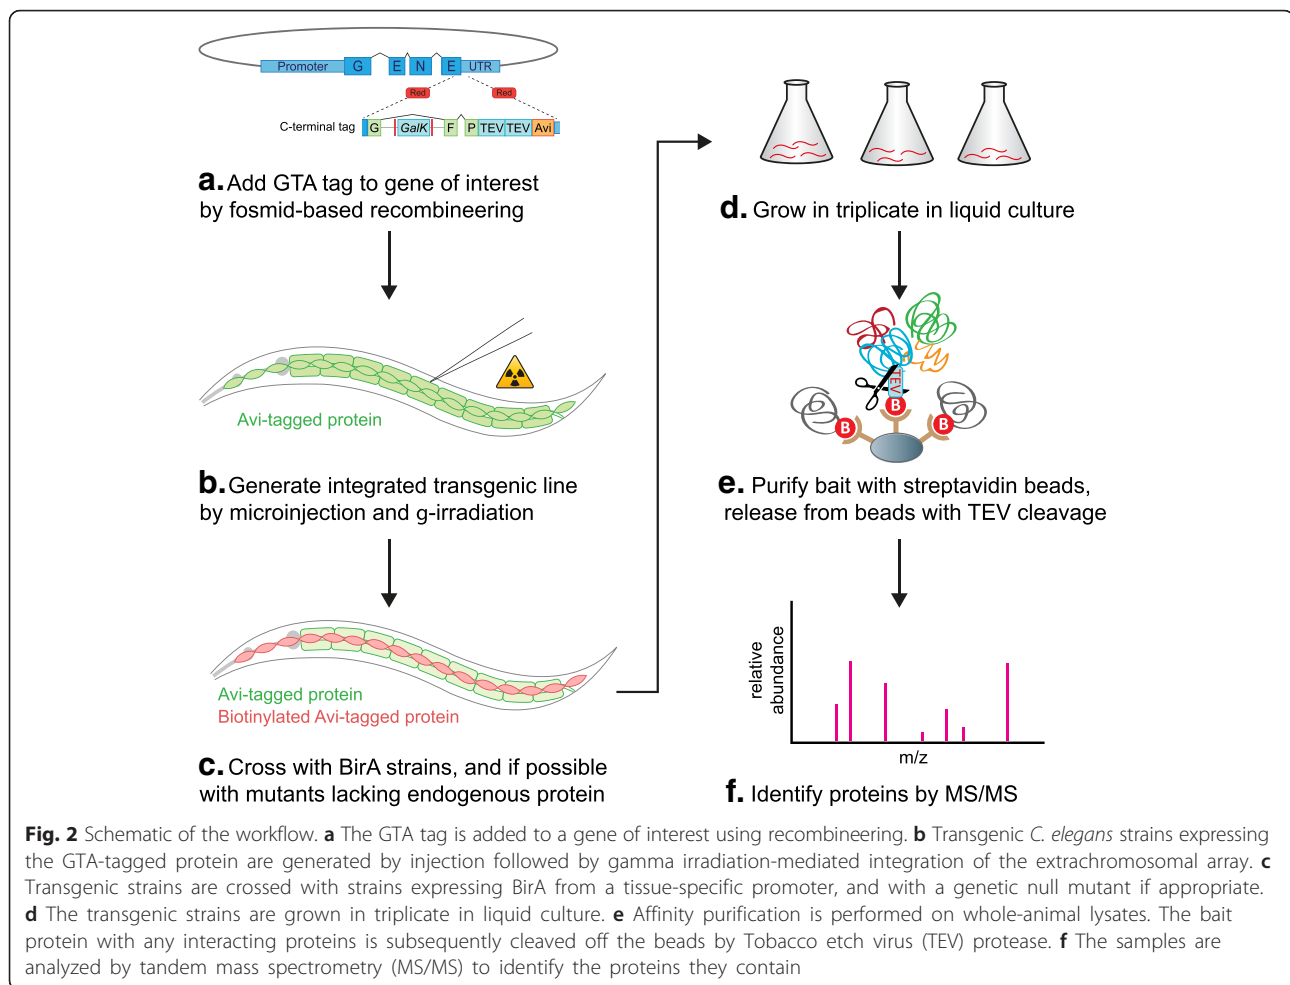 Promoter G E N E UTR
Red Red
C-terminal tag G GalK F P TEV TEV Avi
a. Add GTA tag to gene of interest
by fosmid-based recombineering
Avi-tagged protein
b. Generate integrated transgenic line
by microinjection and g-irradiation
Avi-tagged protein
Biotinylated Avi-tagged protein
c. Cross with BirA strains, and if possible
with mutants lacking endogenous protein
d. Grow in triplicate in liquid culture
TEV
B
B
B
e. Purify bait with streptavidin beads,
release from beads with TEV cleavage
relative
abundance
m/z
f. Identify proteins by MS/MS
Fig. 2 Schematic of the workflow. a The GTA tag is added to a gene of interest using recombineering. b Transgenic C. elegans strains expressing
the GTA-tagged protein are generated by injection followed by gamma irradiation-mediated integration of the extrachromosomal array. c
Transgenic strains are crossed with strains expressing BirA from a tissue-specific promoter, and with a genetic null mutant if appropriate.
d The transgenic strains are grown in triplicate in liquid culture. e Affinity purification is performed on whole-animal lysates. The bait
protein with any interacting proteins is subsequently cleaved off the beads by Tobacco etch virus (TEV) protease. f The samples are
analyzed by tandem mass spectrometry (MS/MS) to identify the proteins they contain